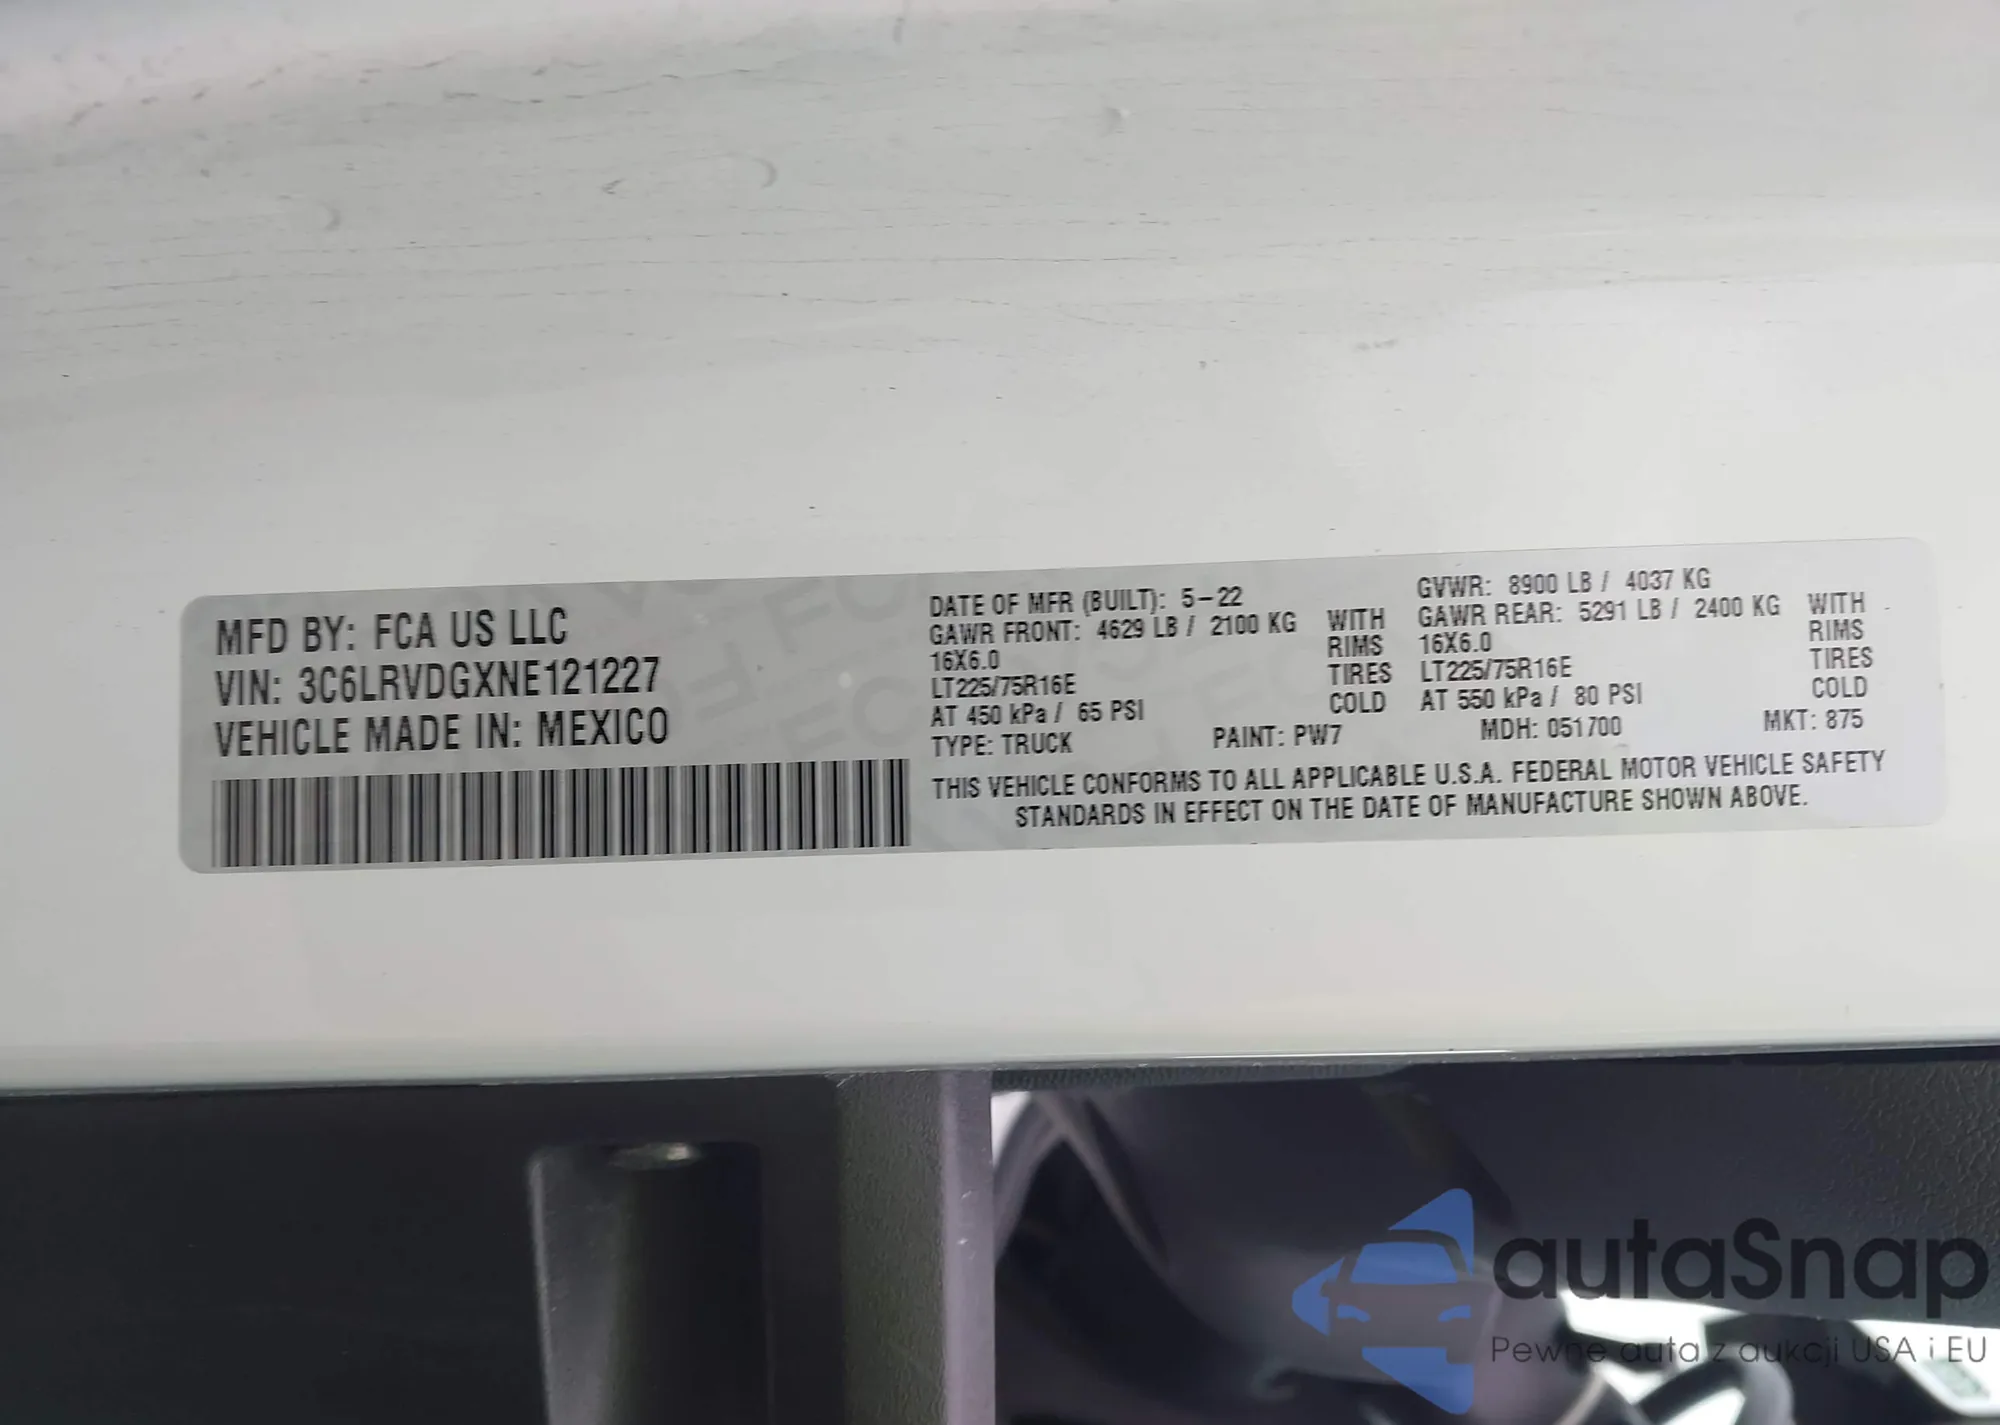 MFD BY: FCA US LLC
VIN: 3C6LRVDGXNE121227
VEHICLE MADE IN: MEXICO
DATE OF MFR (BUILT): 5-22 GVWR: 8900 LB / 4037 KG
GAWR FRONT: 4629 LB / 2100 KG WITH GAWR REAR: 5291 LB / 2400 KG WITH
16X6.0 RIMS 16X6.0 RIMS
LT225/75R16E TIRES LT225/75R16E TIRES
AT 450 kPa / 65 PSI COLD AT 550 kPa / 80 PSI COLD
TYPE: TRUCK PAINT: PW7 MDH: 051700 MKT: 875
THIS VEHICLE CONFORMS TO ALL APPLICABLE U.S.A. FEDERAL MOTOR VEHICLE SAFETY
STANDARDS IN EFFECT ON THE DATE OF MANUFACTURE SHOWN ABOVE.
autaSnap
Pewne auta z aukcji USA i EU